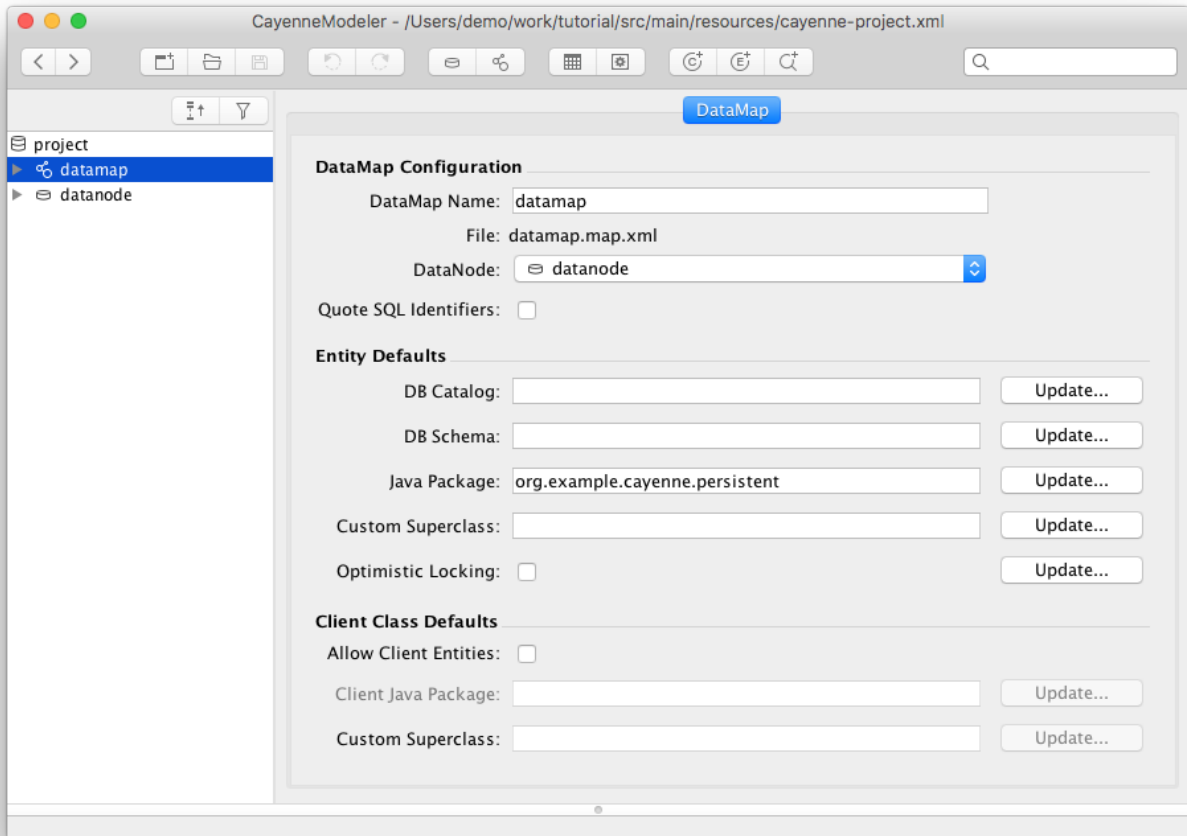 CayenneModeler - /Users/demo/work/tutorial/src/main/resources/cayenne-project.xml
DataMap
project
datamap
datanode
DataMap Configuration
DataMap Name: datamap
File: datamap.map.xml
DataNode: datanode
Quote SQL Identifiers:
Entity Defaults
DB Catalog: Update...
DB Schema: Update...
Java Package: org.example.cayenne.persistent Update...
Custom Superclass: Update...
Optimistic Locking: Update...
Client Class Defaults
Allow Client Entities:
Client Java Package: Update...
Custom Superclass: Update...